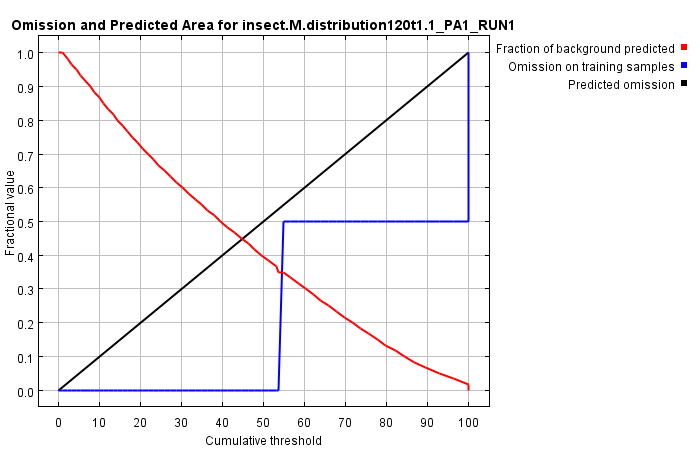 Omission and Predicted Area for insect.M.distribution120t1.1_PA1_RUN1
Fraction of background predicted
Omission on training samples
Predicted omission
Fractional value
1.0
0.9
0.8
0.7
0.6
0.5
0.4
0.3
0.2
0.1
0.0
0 10 20 30 40 50 60 70 80 90 100
Cumulative threshold